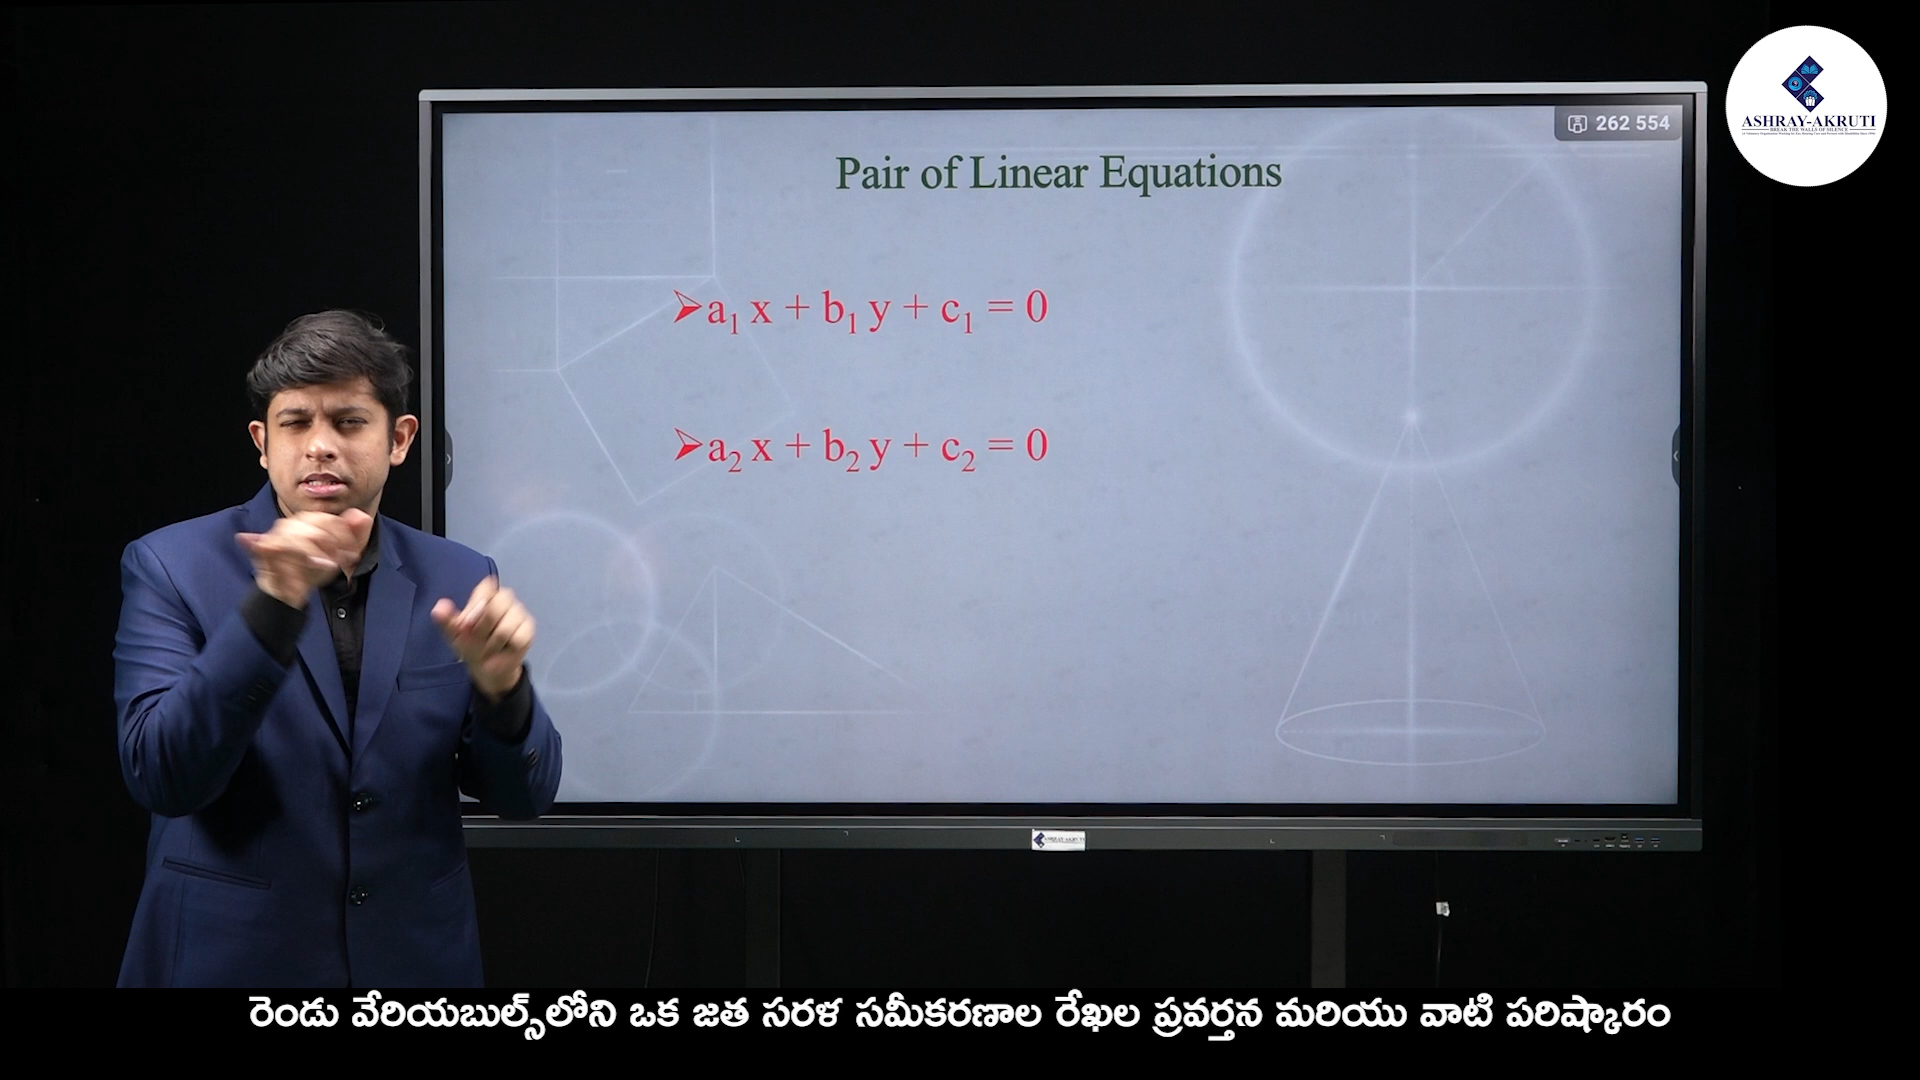 ASHRAY-AKRUTI
BREAK THE WALLS OF SILENCE
262 554
Pair of Linear Equations
➢a₁ x + b₁ y + c₁ = 0
➢a₂ x + b₂ y + c₂ = 0
రెండు వేరియబుల్స్‌లోని ఒక జత సరళ సమీకరణాల రేఖల ప్రవర్తన మరియు వాటి పరిష్కారం